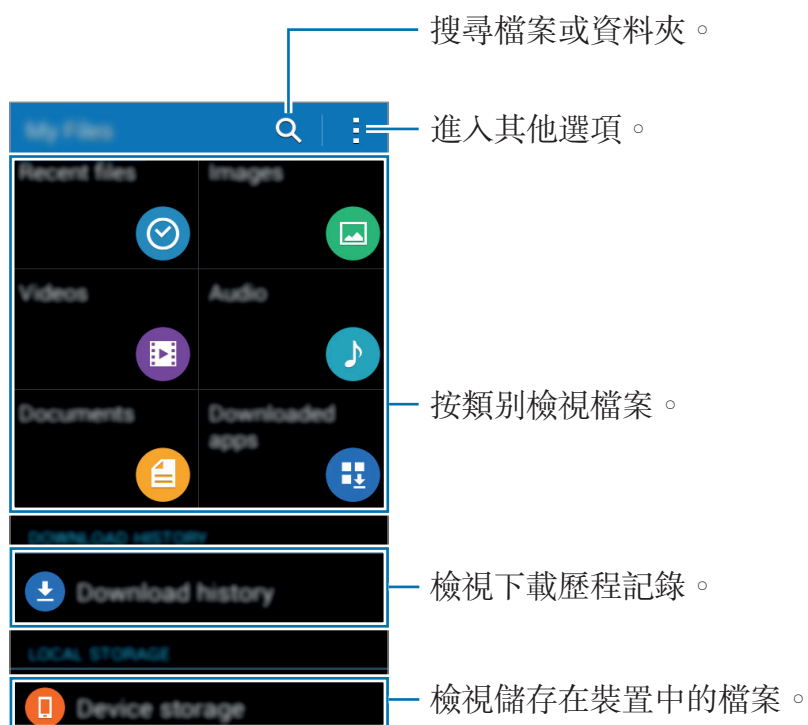 搜尋檔案或資料夾。
My Files
進入其他選項。
Recent files
Images
Videos
Audio
按類別檢視檔案。
Documents
Downloaded
apps
DOWNLOAD HISTORY
Download history
檢視下載歷程記錄。
LOCAL STORAGE
Device storage
檢視儲存在裝置中的檔案。